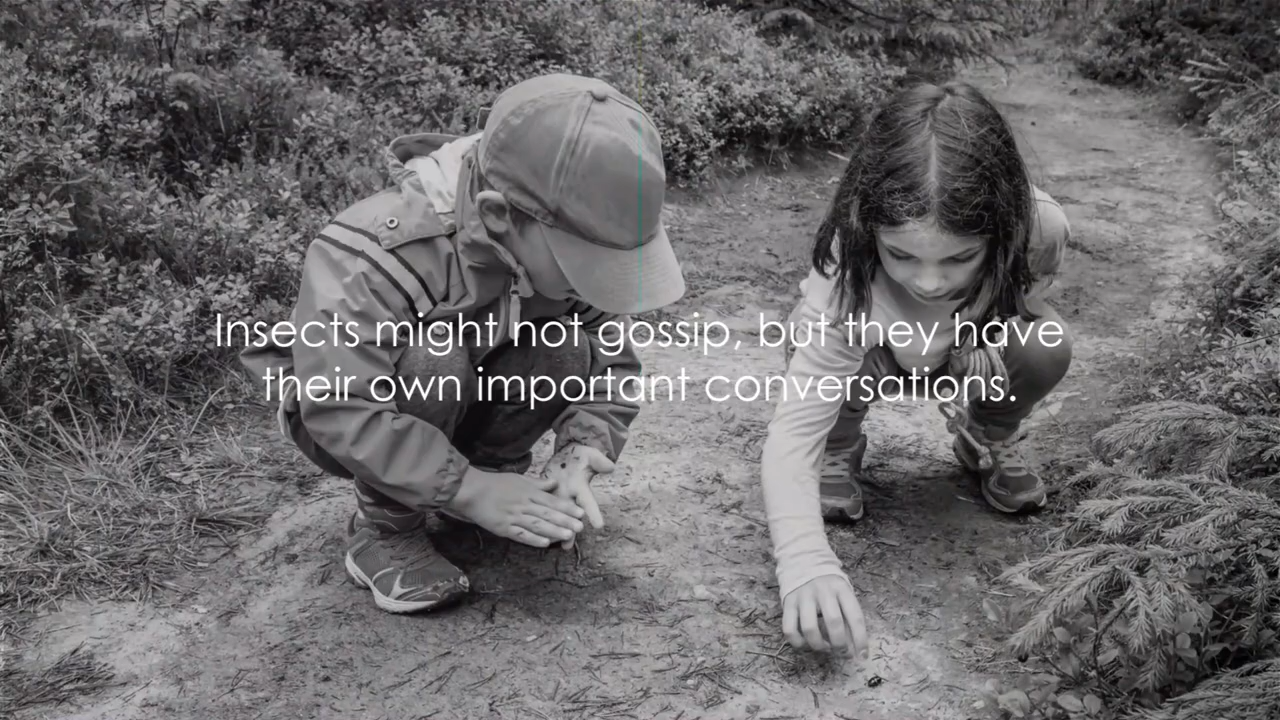 Insects might not gossip, but they have
their own important conversations.